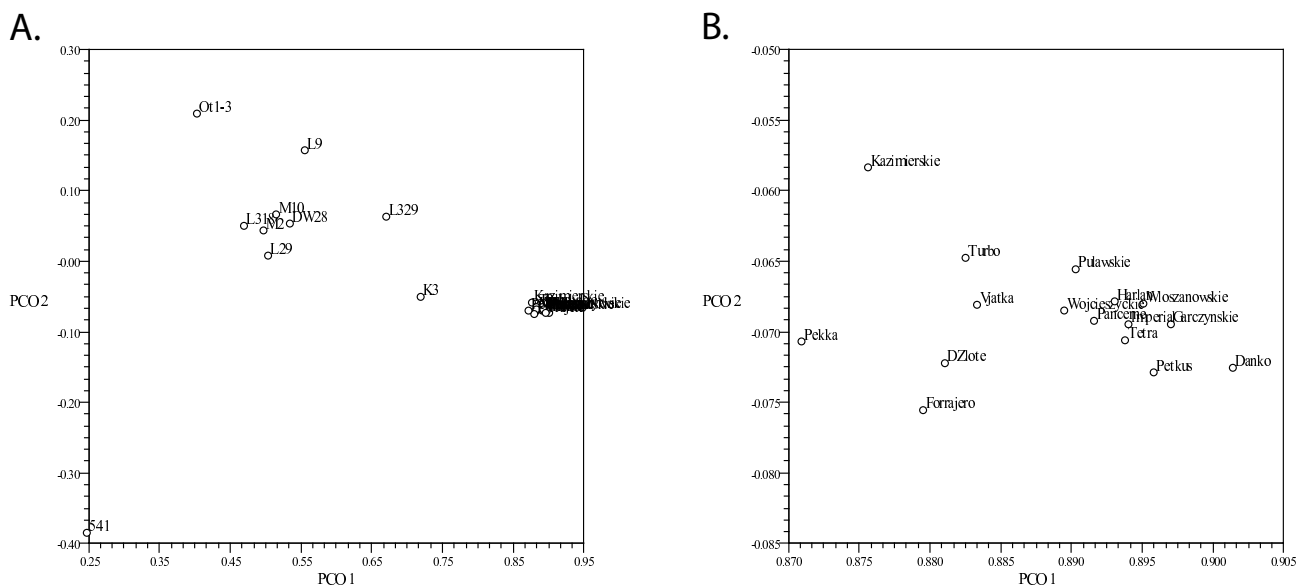 A.
B.
0.30
0.20
0.10
-0.00
-0.10
-0.20
-0.30
-0.40
PCO 2
Ot1-3
L9
M10
L318
DW28
M2
L329
L29
K3
Kazimierskie
541
0.25
0.35
0.45
0.55
0.65
0.75
0.85
0.95
PCO 1
-0.050
-0.055
-0.060
-0.065
-0.070
-0.075
-0.080
-0.085
PCO 2
Kazimierskie
Turbo
Pulawskie
Vjatka
Harlan
Wloszanowskie
Wojcieszyckie
Pancerne
Imperial
Garczynskie
Tetra
Pekka
DZlote
Petkus
Danko
Forrajero
0.870
0.880
0.885
0.890
0.895
0.900
0.905
PCO 1